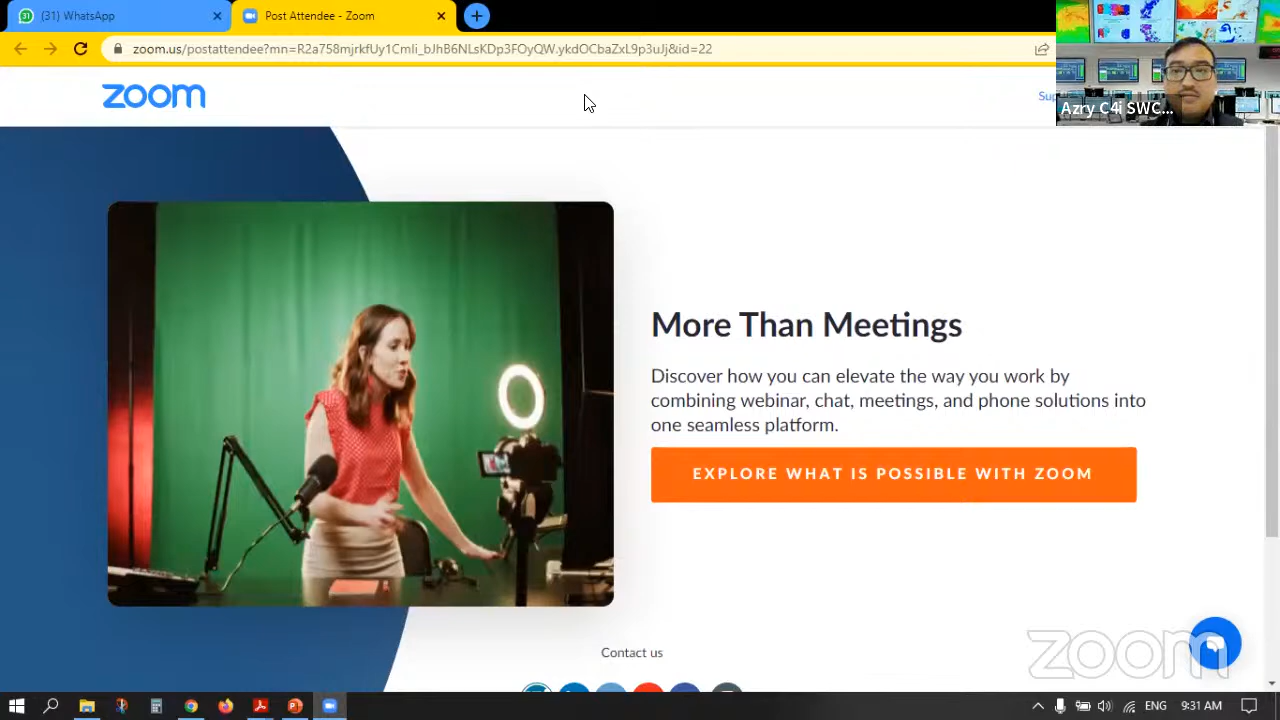 (31) WhatsApp
Post Attendee - Zoom
zoom.us/postattendee?mn=R2a758mjrkfUy1CmIi_bJhB6NLsKDp3FOyQW.ykdOCbaZxL9p3uJj&id=22
zoom
Sup
Azry C4i SWC...
More Than Meetings
Discover how you can elevate the way you work by
combining webinar, chat, meetings, and phone solutions into
one seamless platform.
EXPLORE WHAT IS POSSIBLE WITH ZOOM
Contact us
zoom
ENG
9:31 AM